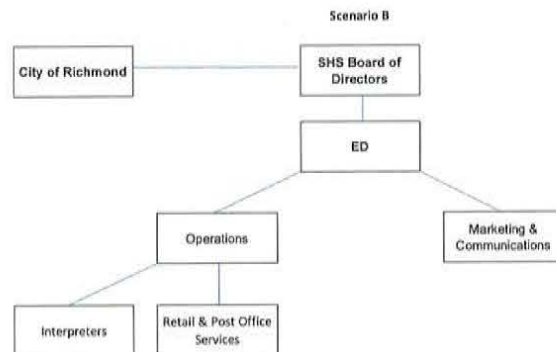 Scenario B
City of Richmond
SHS Board of
Directors
ED
Operations
Marketing &
Communications
Interpreters
Retail & Post Office
Services